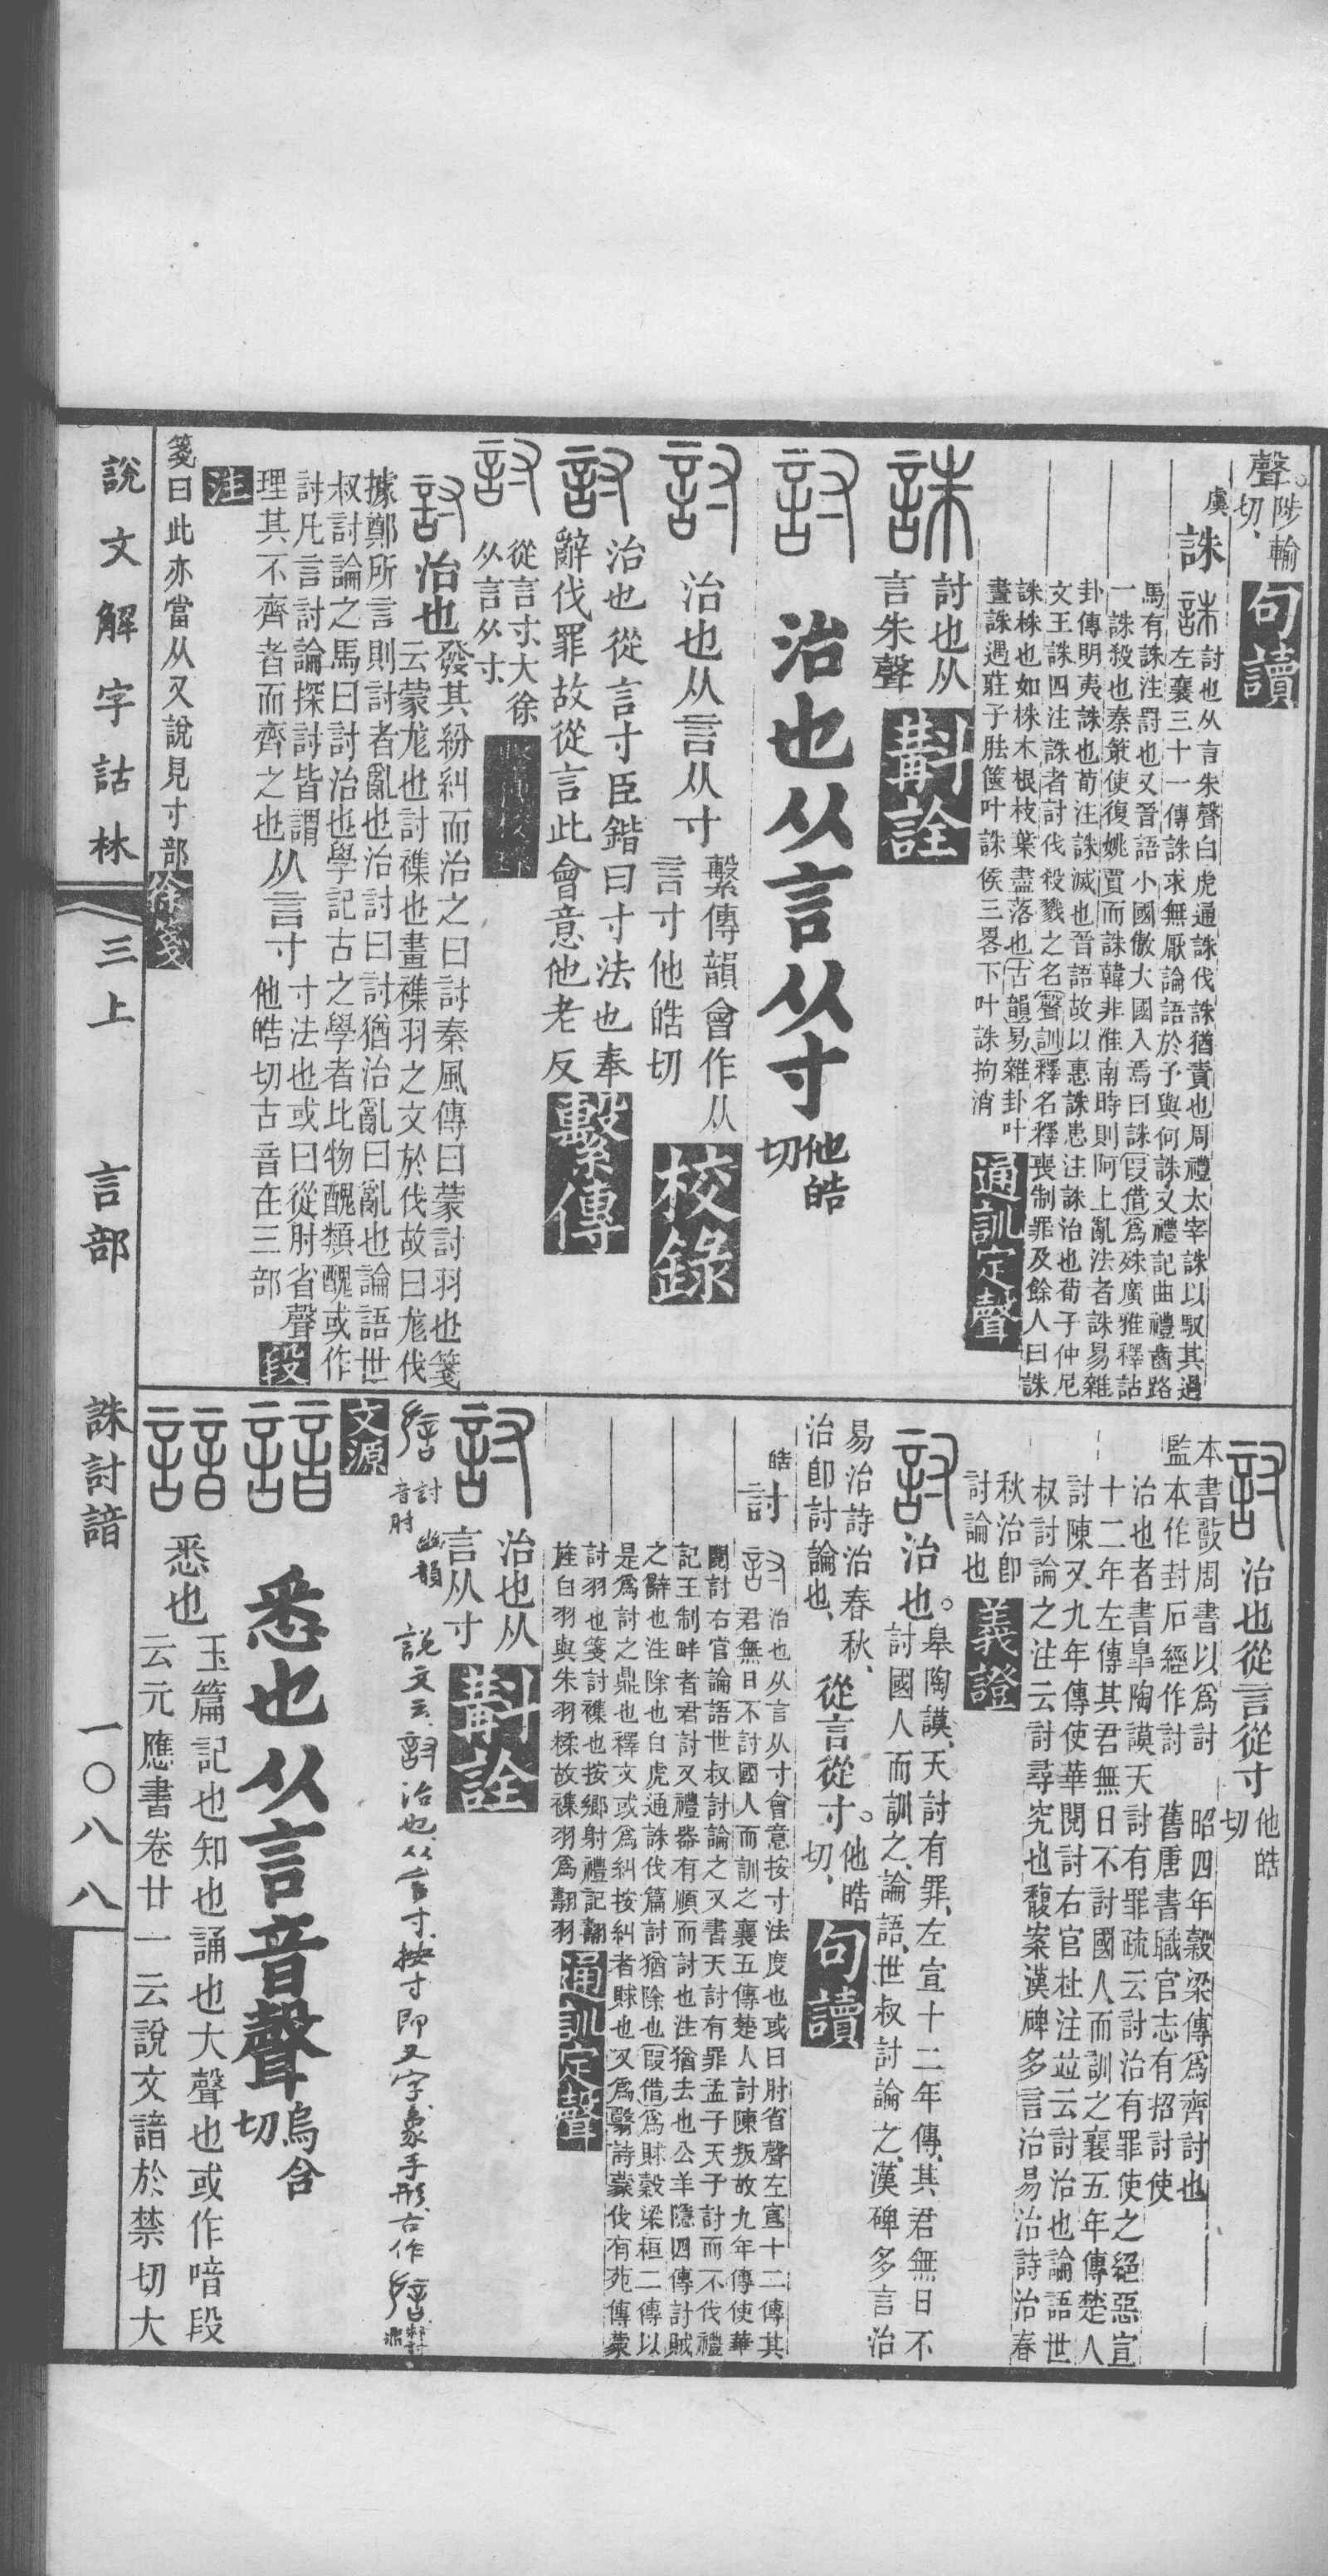 聲。陟輸切、句讀
虞
誅 討也从言朱聲白虎通誅伐誅猶責也周禮太宰誅以馭其過
左襄三十一傳誅求無厭論語於予與何誅又禮記曲禮齒路
馬有誅注罰也又晉語小國傲大國入焉曰誅叚借爲殊廣雅釋詁
一誅殺也秦策使復姚賈而誅韓非淮南時則阿上亂法者誅易雜
卦傳明夷誅也荀注誅滅也晉語故以惠誅患注誅治也荀子仲尼
文王誅四注誅者討伐殺戮之名聲訓釋名釋喪制罪及餘人曰誅
誅株也如株木根枝葉盡落也古韻易雜卦叶
晝誅遇莊子胠篋叶誅侯三畧下叶誅拘消 通訓定聲
討也从
言朱聲 斠詮
治也从言从寸 他皓切
治也从言从寸 繫傳韻會作从
言寸他皓切 校錄
治也從言寸臣鍇曰寸法也奉
辭伐罪故從言此會意他老反 繫傳
從言寸、大徐
从言从寸、
治也 發其紛糾而治之曰討秦風傳曰蒙討羽也箋
云蒙尨也討襍也畫襍羽之文於伐故曰尨伐
據鄭所言則討者亂也治討曰討猶治亂曰亂也論語世
叔討論之馬曰討治也學記古之學者比物醜類醜或作
討凡言討論探討皆謂
理其不齊者而齊之也 从言寸 寸法也或曰從肘省聲
他皓切古音在三部 段
注
箋曰此亦當从又說見寸部 徐箋
說文解字詁林 三上 言部 誅討諳 一〇八八
治也從言從寸 他皓切
本書敼周書以爲討
監本作封石經作討
昭四年穀梁傳爲齊討也
舊唐書職官志有招討使
治也者書皐陶謨天討有罪疏云討治有罪使之絕惡宣
十二年左傳其君無日不討國人而訓之襄五年傳楚人
討陳又九年傳使華閱討右官杜注竝云討治也論語世
叔討論之注云討尋究也馥案漢碑多言治易治詩治春
秋治卽
討論也 義證
治也。皋陶謨、天討有罪、左宣十二年傳、其君無日不
討國人而訓之、論語、世叔討論之、漢碑多言治
易治詩治春秋、
治卽討論也、 從言從寸。他皓切、句讀
皓
討 治也从言从寸會意按寸法度也或曰肘省聲左宣十二傳其
君無日不討國人而訓之襄五傳楚人討陳叛故九年傳使華
閱討右官論語世叔討論之又書天討有罪孟子天子討而不伐禮
記王制畔者君討又禮器有順而討也注猶去也公羊隱四傳討賊
之辭也注除也白虎通誅伐篇討猶除也叚借爲財穀梁桓二傳以
是爲討之鼎也釋文或爲糾按糾者財也又爲翳詩蒙伐有苑傳蒙
討羽也箋討襍也按鄉射禮記翿
旌白羽與朱羽糅故襍羽爲翿羽 通訓定聲
治也从
言从寸 斠詮
討音肘 幽韻 說文云、治也、从言寸、按寸即又字、象手形、古作
文源
悉也从言音聲 烏含切
悉也 玉篇記也知也誦也大聲也或作喑段
云元應書卷廿一云說文諳於禁切大